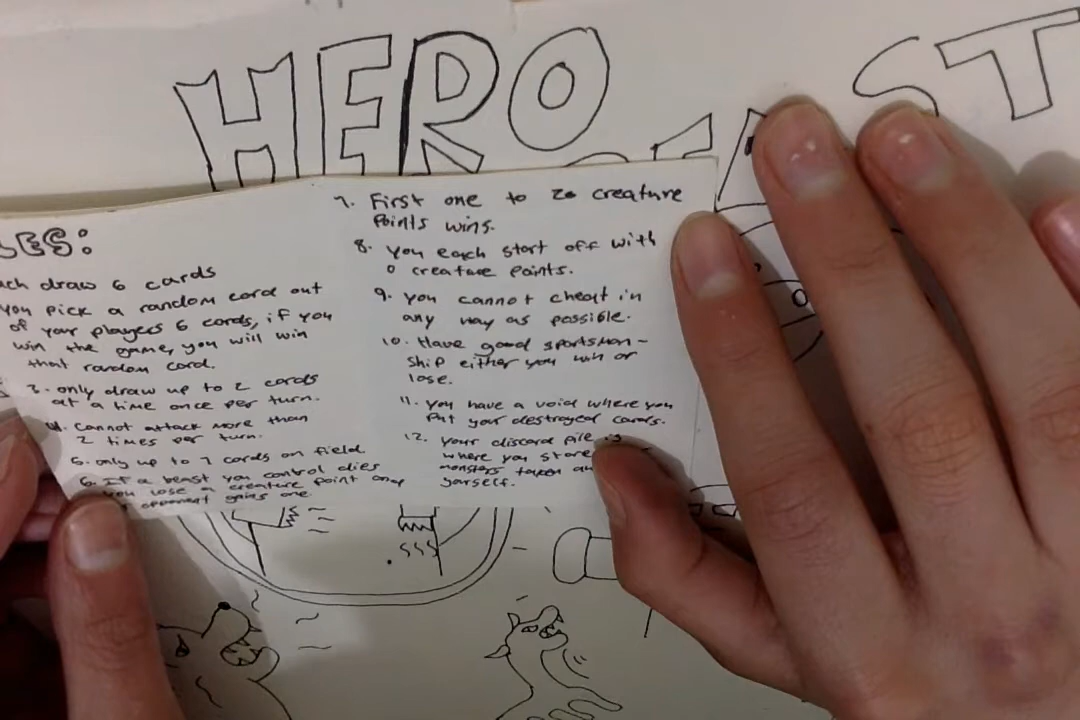 HERO
ST
LES:
ach draw 6 cards
you pick a random card out
of your players 6 cards, if you
win the game, you will win
that random card.
3. only draw up to 2 cards
at a time once per turn.
4. Cannot attack more than
2 times per turn.
5. only up to 7 cards on field
6. If a beast you control dies
you lose a creature point and
opponent gains one.
7. First one to 20 creature
Points wins.
8. you each start off with
0 creature points.
9. you cannot cheat in
any way as possible.
10. Have good sportsmon-
ship either you win or
lose.
11. you have a void where you
Put your destroyed cards.
12. your discard pile is
where you store
monsters taken
yorself.